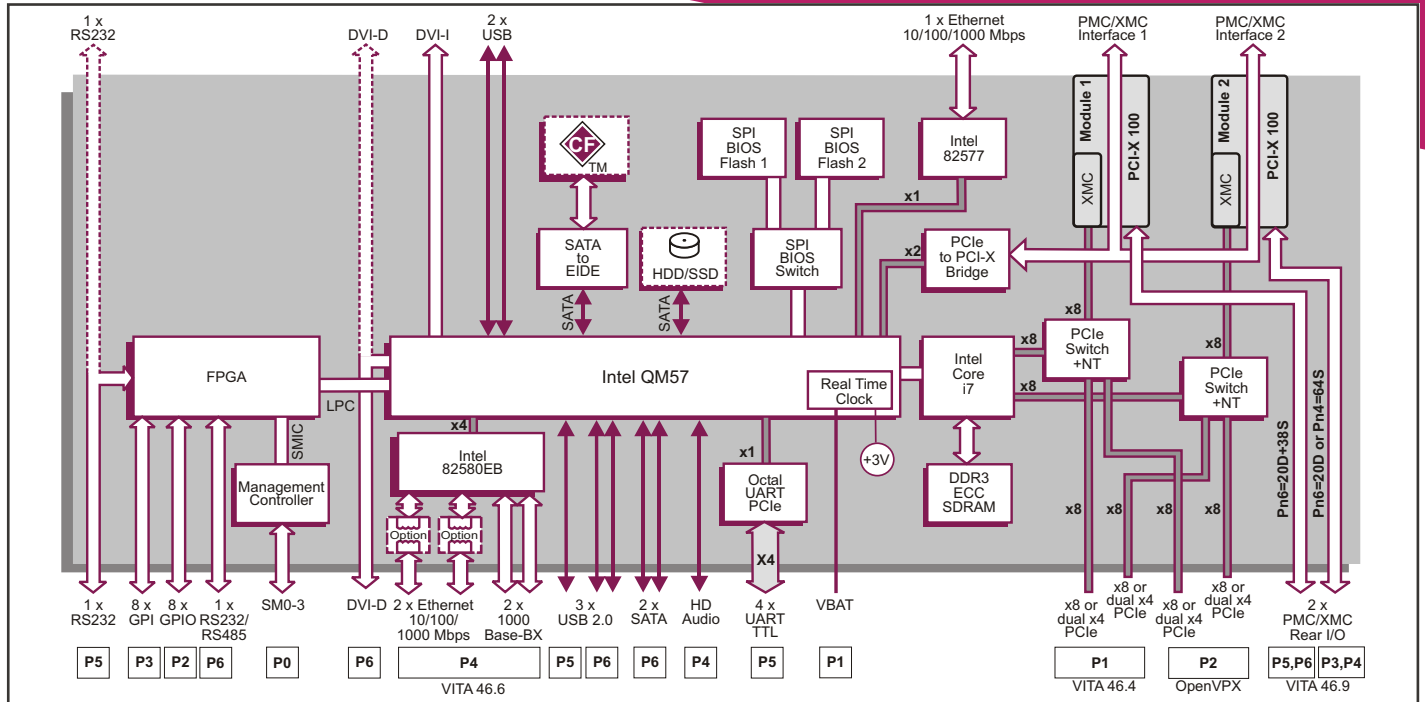 1 x
RS232
DVI-D
DVI-I
2 x
USB
1 x Ethernet
10/100/1000 Mbps
PMC/XMC
Interface 1
PMC/XMC
Interface 2
CF
TM
SPI
BIOS
Flash 1
SPI
BIOS
Flash 2
Intel
82577
Module 1
XMC
PCI-X 100
Module 2
XMC
PCI-X 100
x1
SATA
to
EIDE
HDD/SSD
SPI
BIOS
Switch
x2
PCIe
to PCI-X
Bridge
SATA
SATA
x8
x8
FPGA
LPC
Intel QM57
Real Time
Clock
Intel
Core
i7
x8
x8
PCIe
Switch
+NT
PCIe
Switch
+NT
SMIC
x4
x1
+3V
Management
Controller
Intel
82580EB
Octal
UART
PCIe
DDR3
ECC
SDRAM
Pn6=20D+38S
Pn6=20D or Pn4=64S
Option
Option
X4
x8
x8
x8
x8
1 x
RS232
8 x
GPI
8 x
GPIO
1 x
RS232/
RS485
SM0-3
DVI-D
2 x Ethernet
10/100/
1000 Mbps
2 x
1000
Base-BX
3 x
USB 2.0
2 x
SATA
HD
Audio
4 x
UART
TTL
VBAT
x8 or
dual x4
PCIe
x8 or
dual x4
PCIe
x8 or
dual x4
PCIe
x8 or
dual x4
PCIe
2 x
PMC/XMC
Rear I/O
P5
P3
P2
P6
P0
P6
P4
P5
P6
P6
P4
P5
P1
P1
P2
P5,P6
P3,P4
VITA 46.6
VITA 46.4
OpenVPX
VITA 46.9